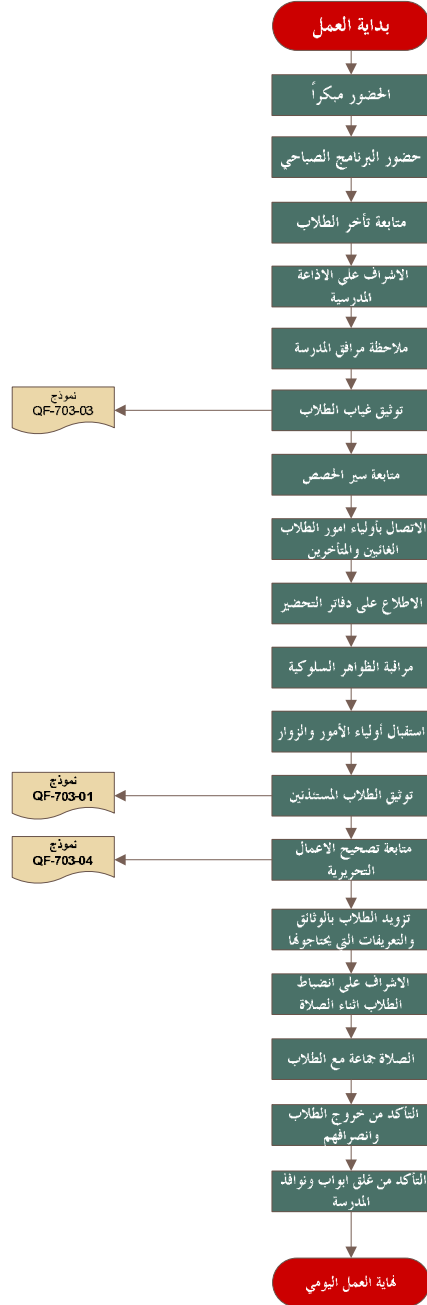 بداية العمل
الحضور مبكراً
حضور البرنامج الصباحي
متابعة تأخر الطلاب
الاشراف على الاذاعة
المدرسية
ملاحظة مرافق المدرسة
توثيق غياب الطلاب
نموذج
QF-703-03
متابعة سير الحصص
الاتصال بأولياء امور الطلاب
الغائبين والمتأخرين
الاطلاع على دفاتر التحضير
مراقبة الظواهر السلوكية
استقبال أولياء الأمور والزوار
توثيق الطلاب المستئذنين
نموذج
QF-703-01
متابعة تصحيح الاعمال
التحريرية
نموذج
QF-703-04
تزويد الطلاب بالوثائق
والتعريفات التي يحتاجونها
الاشراف على انضباط
الطلاب اثناء الصلاة
الصلاة جماعة مع الطلاب
التأكد من خروج الطلاب
وانصرافهم
التأكد من غلق ابواب ونوافذ
المدرسة
نهاية العمل اليومي